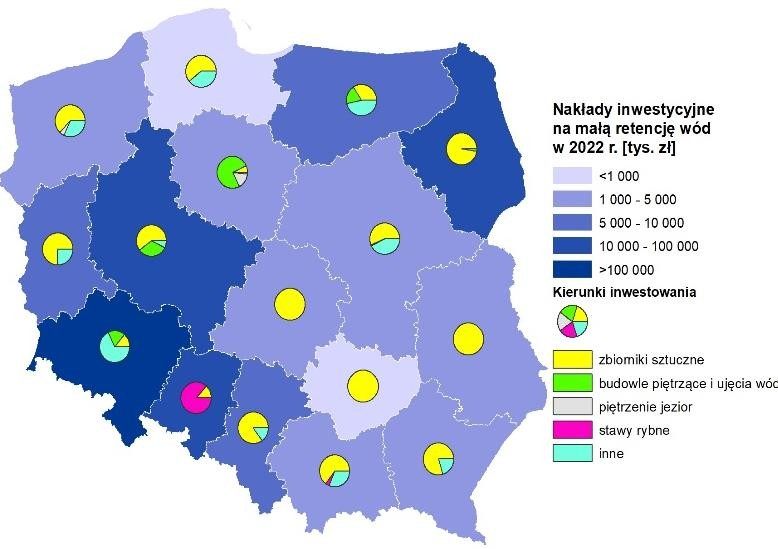 Nakłady inwestycyjne
na małą retencję wód
w 2022 r. [tys. zł]
<1 000
1 000 - 5 000
5 000 - 10 000
10 000 - 100 000
>100 000
Kierunki inwestowania
zbiorniki sztuczne
budowle piętrzące i ujęcia wód
piętrzenie jezior
stawy rybne
inne